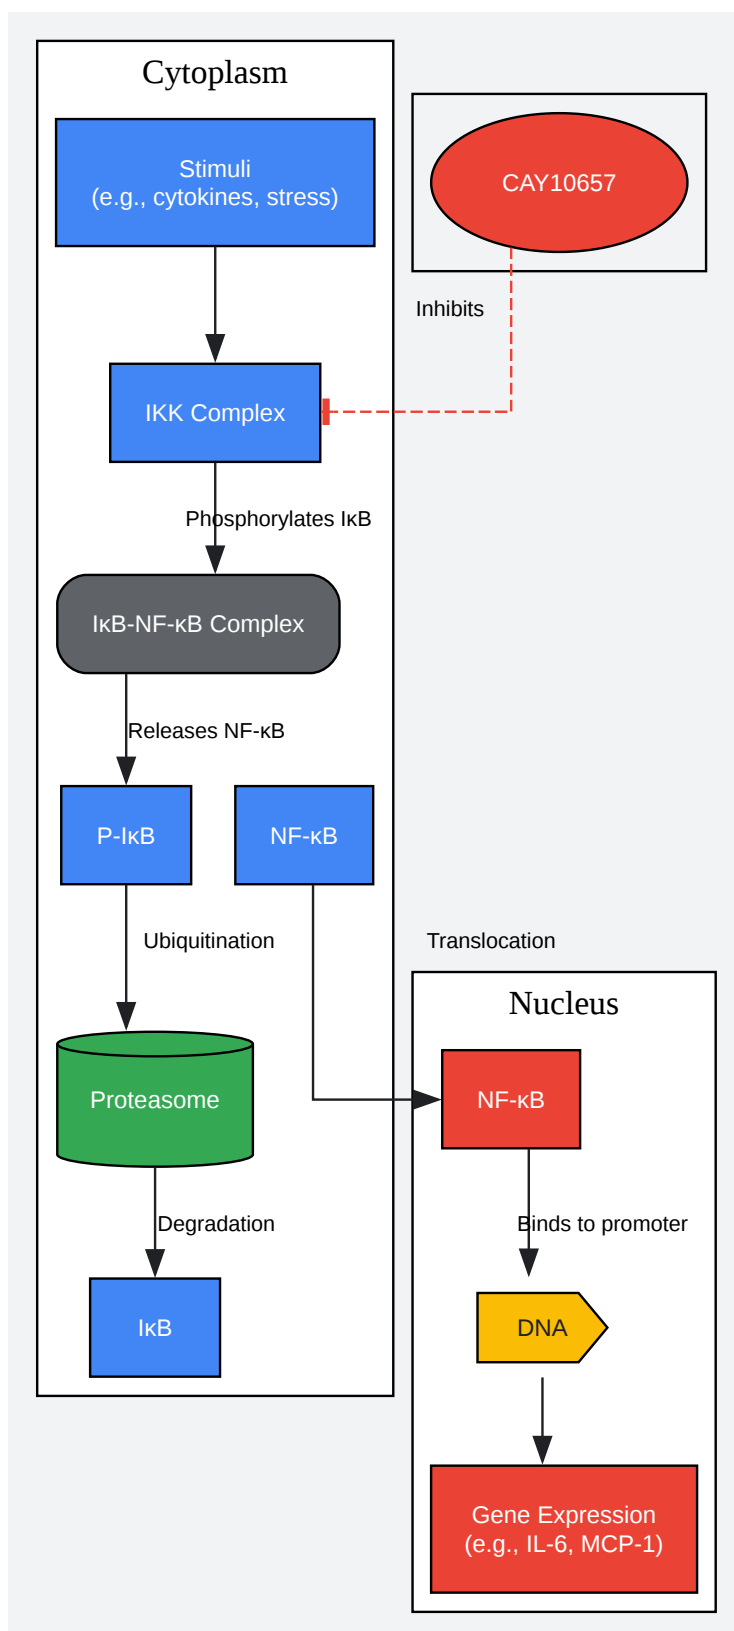 Cytoplasm
Stimuli
(e.g., cytokines, stress)
CAY10657
Inhibits
IKK Complex
Phosphorylates IκB
IκB-NF-κB Complex
Releases NF-κB
P-IκB
NF-κB
Ubiquitination
Translocation
Nucleus
Proteasome
NF-κB
Degradation
Binds to promoter
IκB
DNA
Gene Expression
(e.g., IL-6, MCP-1)